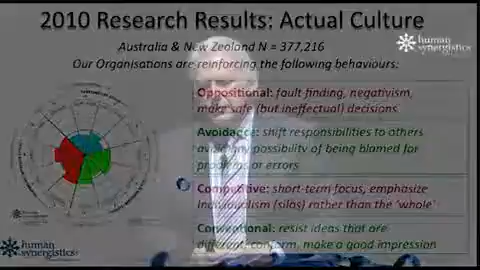 2010 Research Results: Actual Culture
Australia & New Zealand N = 377,216
Our Organisations are reinforcing the following behaviours:
human
synergistics
Oppositional: fault-finding, negativism,
make safe (but ineffectual) decisions
Avoidance: shift responsibilities to others
avoid any possibility of being blamed for
problems or errors
Competitive: short-term focus, emphasize
individualism (silos) rather than the 'whole'
Conventional: resist ideas that are
different, conform, make a good impression
human
synergistics